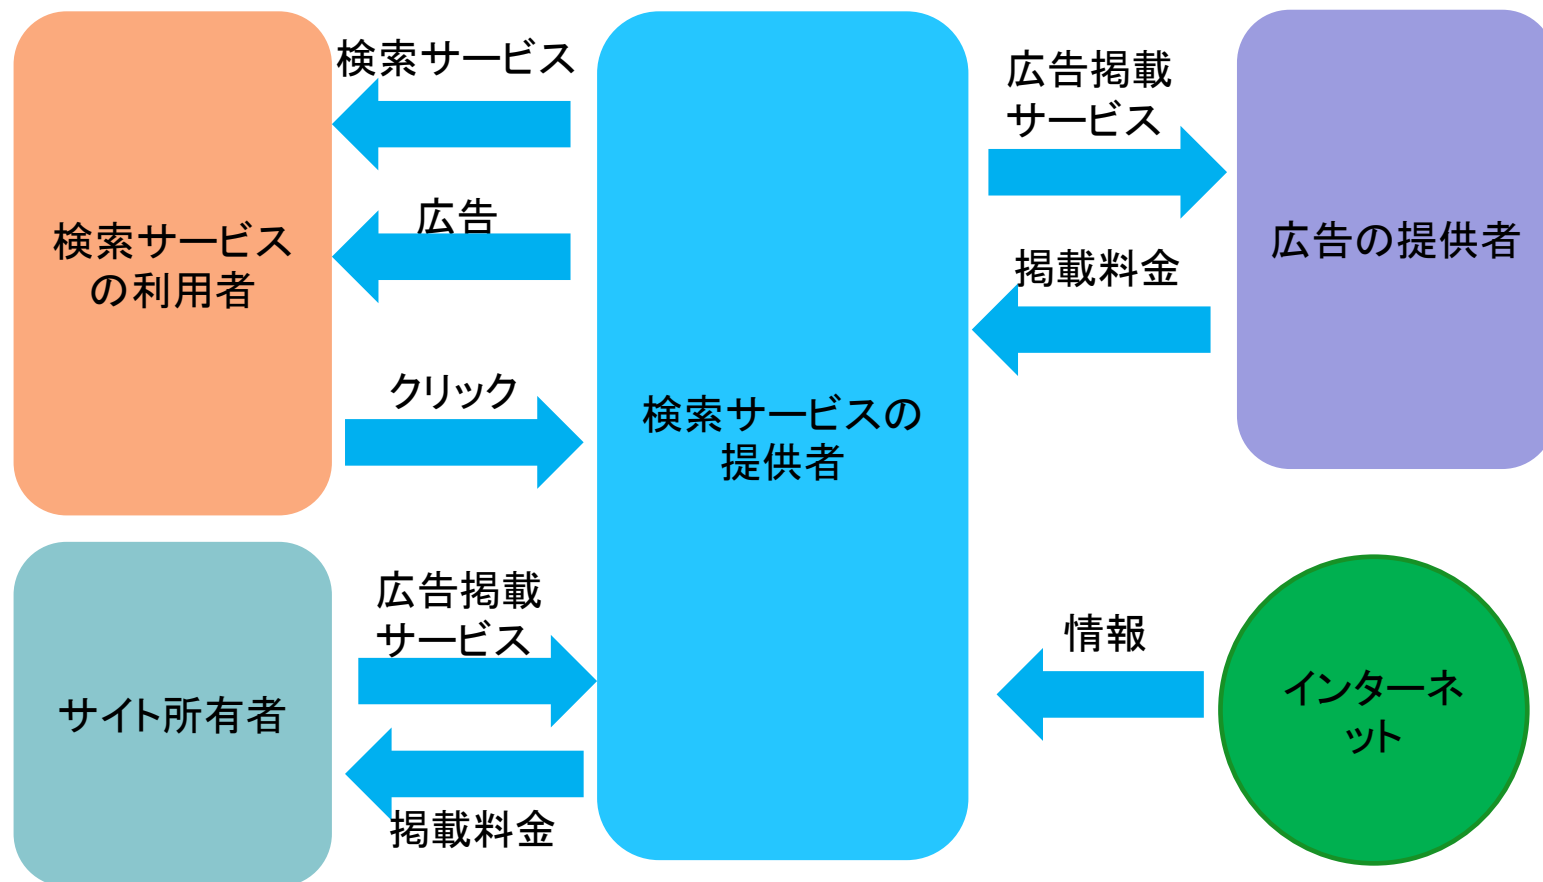 検索サービス
広告掲載
サービス
広告
検索サービス
の利用者
広告の提供者
掲載料金
クリック
検索サービスの
提供者
広告掲載
サービス
情報
サイト所有者
インターネ
ット
掲載料金